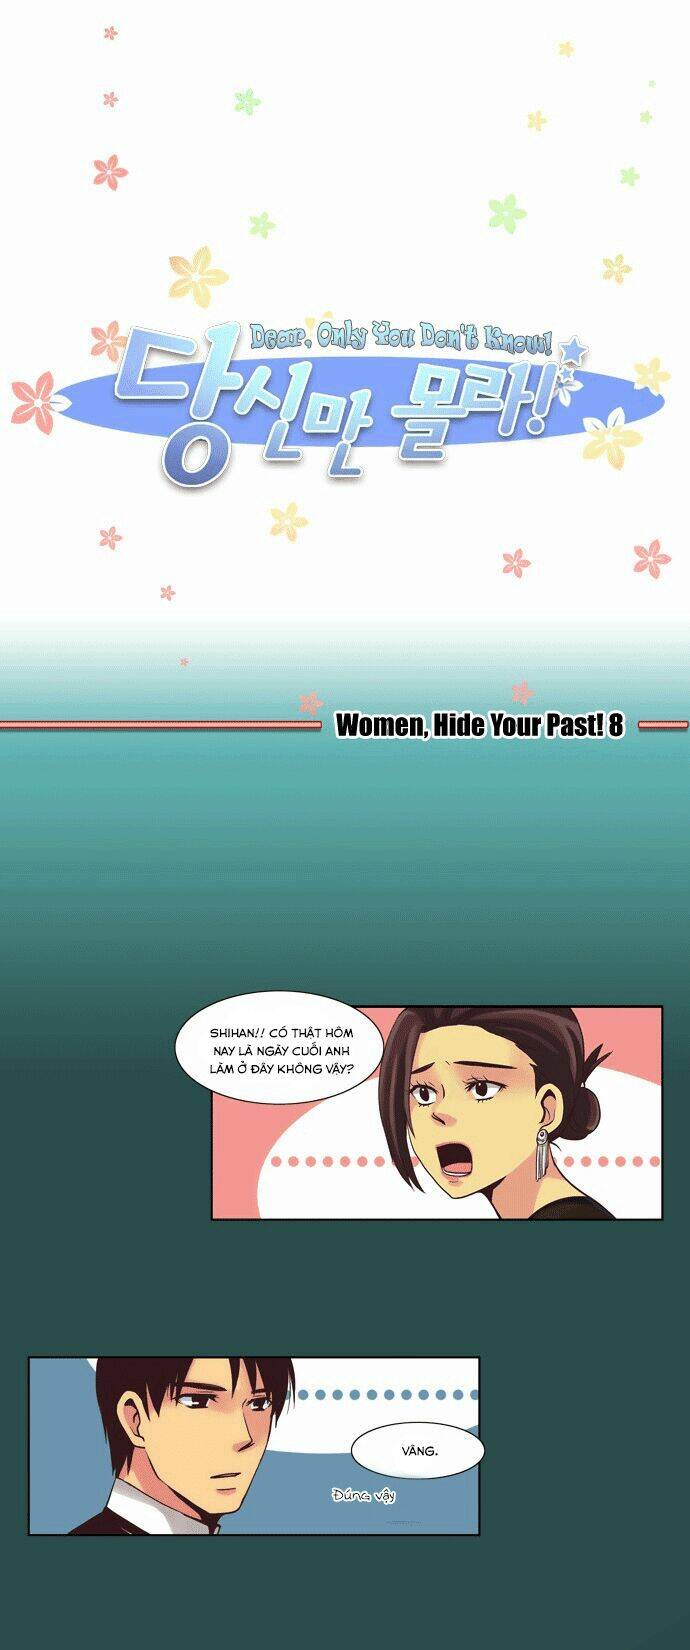 Dear, Only You Don't Know!
당신만 몰라!
Women, Hide Your Past! 8
SHIHAN!! CÓ THẬT HÔM
NAY LÀ NGÀY CUỐI ANH
LÀM Ở ĐÂY KHÔNG VẬY?
VÂNG.
Đúng vậy